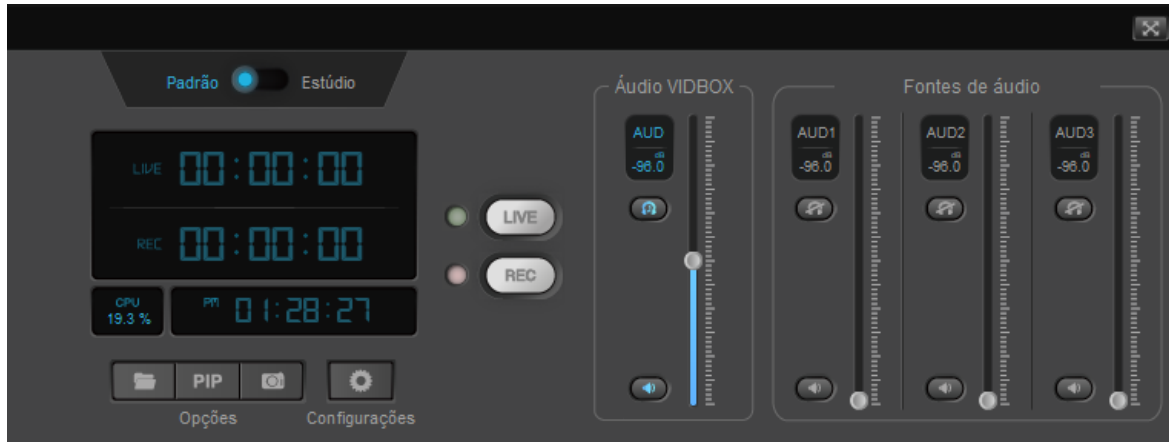 Padrão Estúdio
LIVE 00:00:00
REC 00:00:00
CPU
19.3 %
PM 01:28:27
PIP
Opções
Configurações
LIVE
REC
Áudio VIDBOX
AUD
dB
-96.0
Fontes de áudio
AUD1
dB
-96.0
AUD2
dB
-96.0
AUD3
dB
-96.0